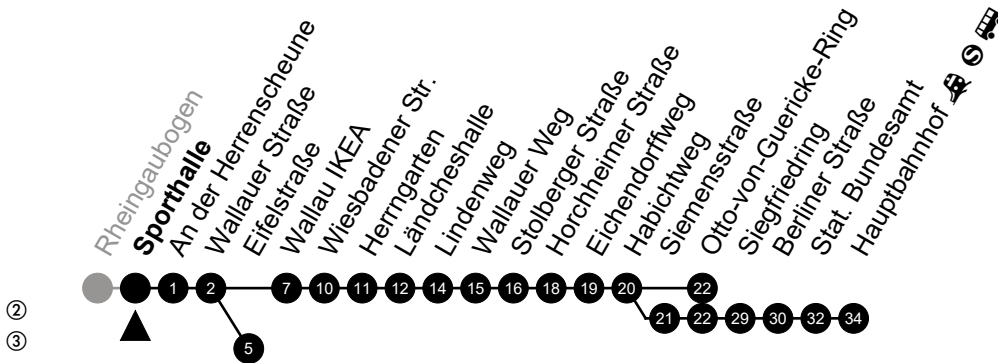 Rheingaubogen
Sporthalle
An der Herrenscheune
Wallauer Straße
Eifelstraße
Wallau IKEA
Wiesbadener Str.
Herrngarten
Ländcheshalle
Lindenweg
Wallauer Weg
Stolberger Straße
Horchheimer Straße
Eichendorffweg
Habichtweg
Siemensstraße
Otto-von-Guericke-Ring
Siegfriedring
Berliner Straße
Stat. Bundesamt
Hauptbahnhof S
1 2 7 10 11 12 14 15 16 18 19 20 22
② 21 22 29 30 32 34
③ 5